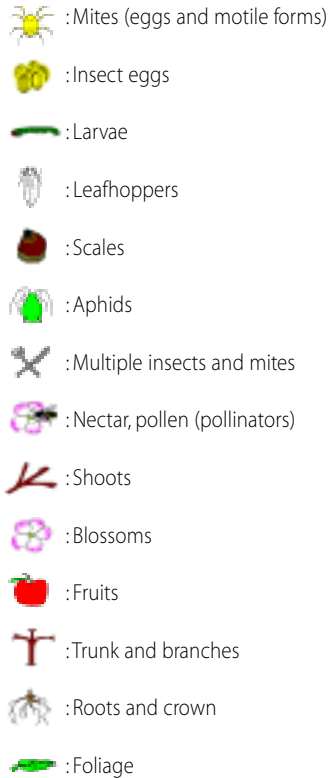 : Mites (eggs and motile forms)
: Insect eggs
: Larvae
: Leafhoppers
: Scales
: Aphids
: Multiple insects and mites
: Nectar, pollen (pollinators)
: Shoots
: Blossoms
: Fruits
: Trunk and branches
: Roots and crown
: Foliage